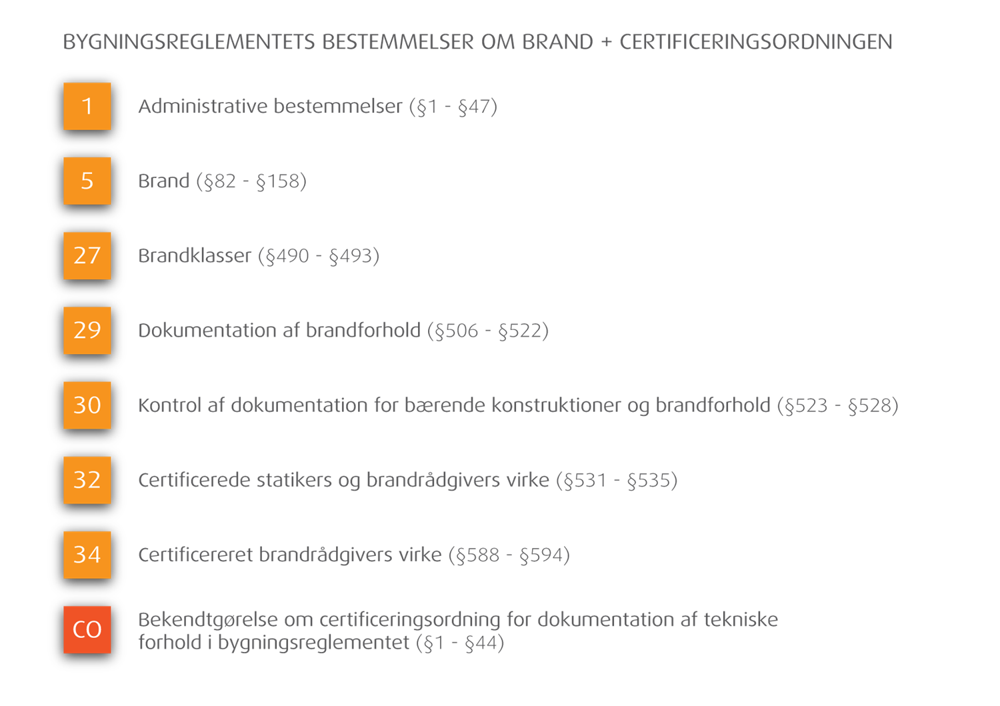 BYGNINGSREGLEMENTETS BESTEMMELSER OM BRAND + CERTIFICERINGSORDNINGEN
1 Administrative bestemmelser (§1 - §47)
5 Brand (§82 - §158)
27 Brandklasser (§490 - §493)
29 Dokumentation af brandforhold (§506 - §522)
30 Kontrol af dokumentation for bærende konstruktioner og brandforhold (§523 - §528)
32 Certificerede statikers og brandrådgivers virke (§531 - §535)
34 Certificereret brandrådgivers virke (§588 - §594)
CO Bekendtgørelse om certificeringsordning for dokumentation af tekniske
forhold i bygningsreglementet (§1 - §44)